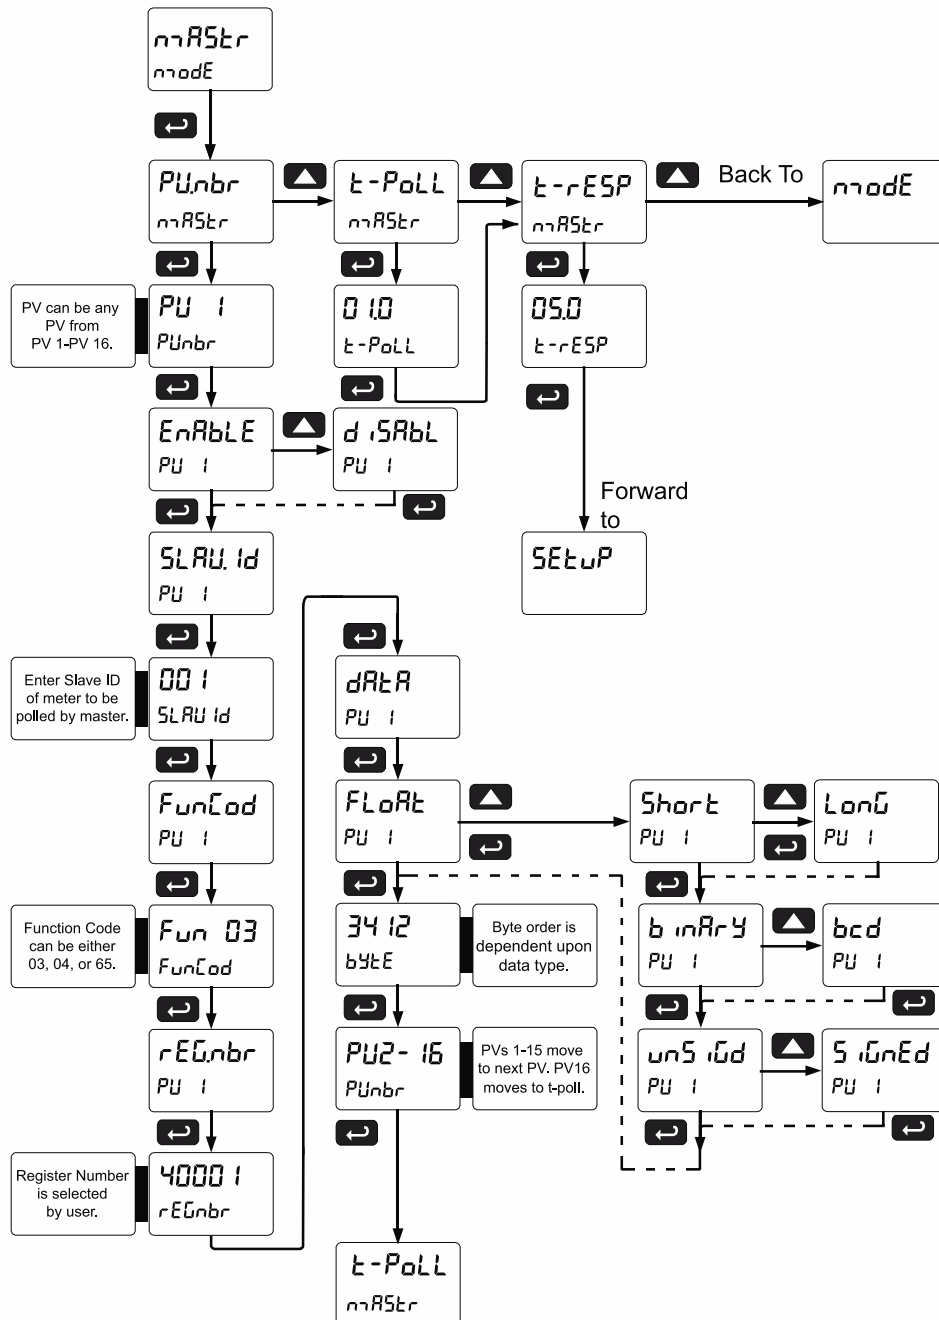 mAStr
modE
PV.nbr
mAStr
t-PoLL
mAStr
t-rESP
mAStr
Back To
modE
PV can be any
PV from
PV 1-PV 16.
PV 1
PVnbr
01.0
t-PoLL
05.0
t-rESP
EnAbLE
PV 1
diSAbL
PV 1
Forward
to
SLAV.Id
PV 1
SEtuP
Enter Slave ID
of meter to be
polled by master.
001
SLAVId
dAtA
PV 1
FunCod
PV 1
FLoAt
PV 1
Short
PV 1
LonG
PV 1
Function Code
can be either
03, 04, or 65.
Fun 03
FunCod
3412
bytE
Byte order is
dependent upon
data type.
binAry
PV 1
bcd
PV 1
rEG.nbr
PV 1
PV2-16
PVnbr
PVs 1-15 move
to next PV. PV16
moves to t-poll.
unSiGd
PV 1
SiGnEd
PV 1
Register Number
is selected
by user.
40001
rEGnbr
t-PoLL
mAStr